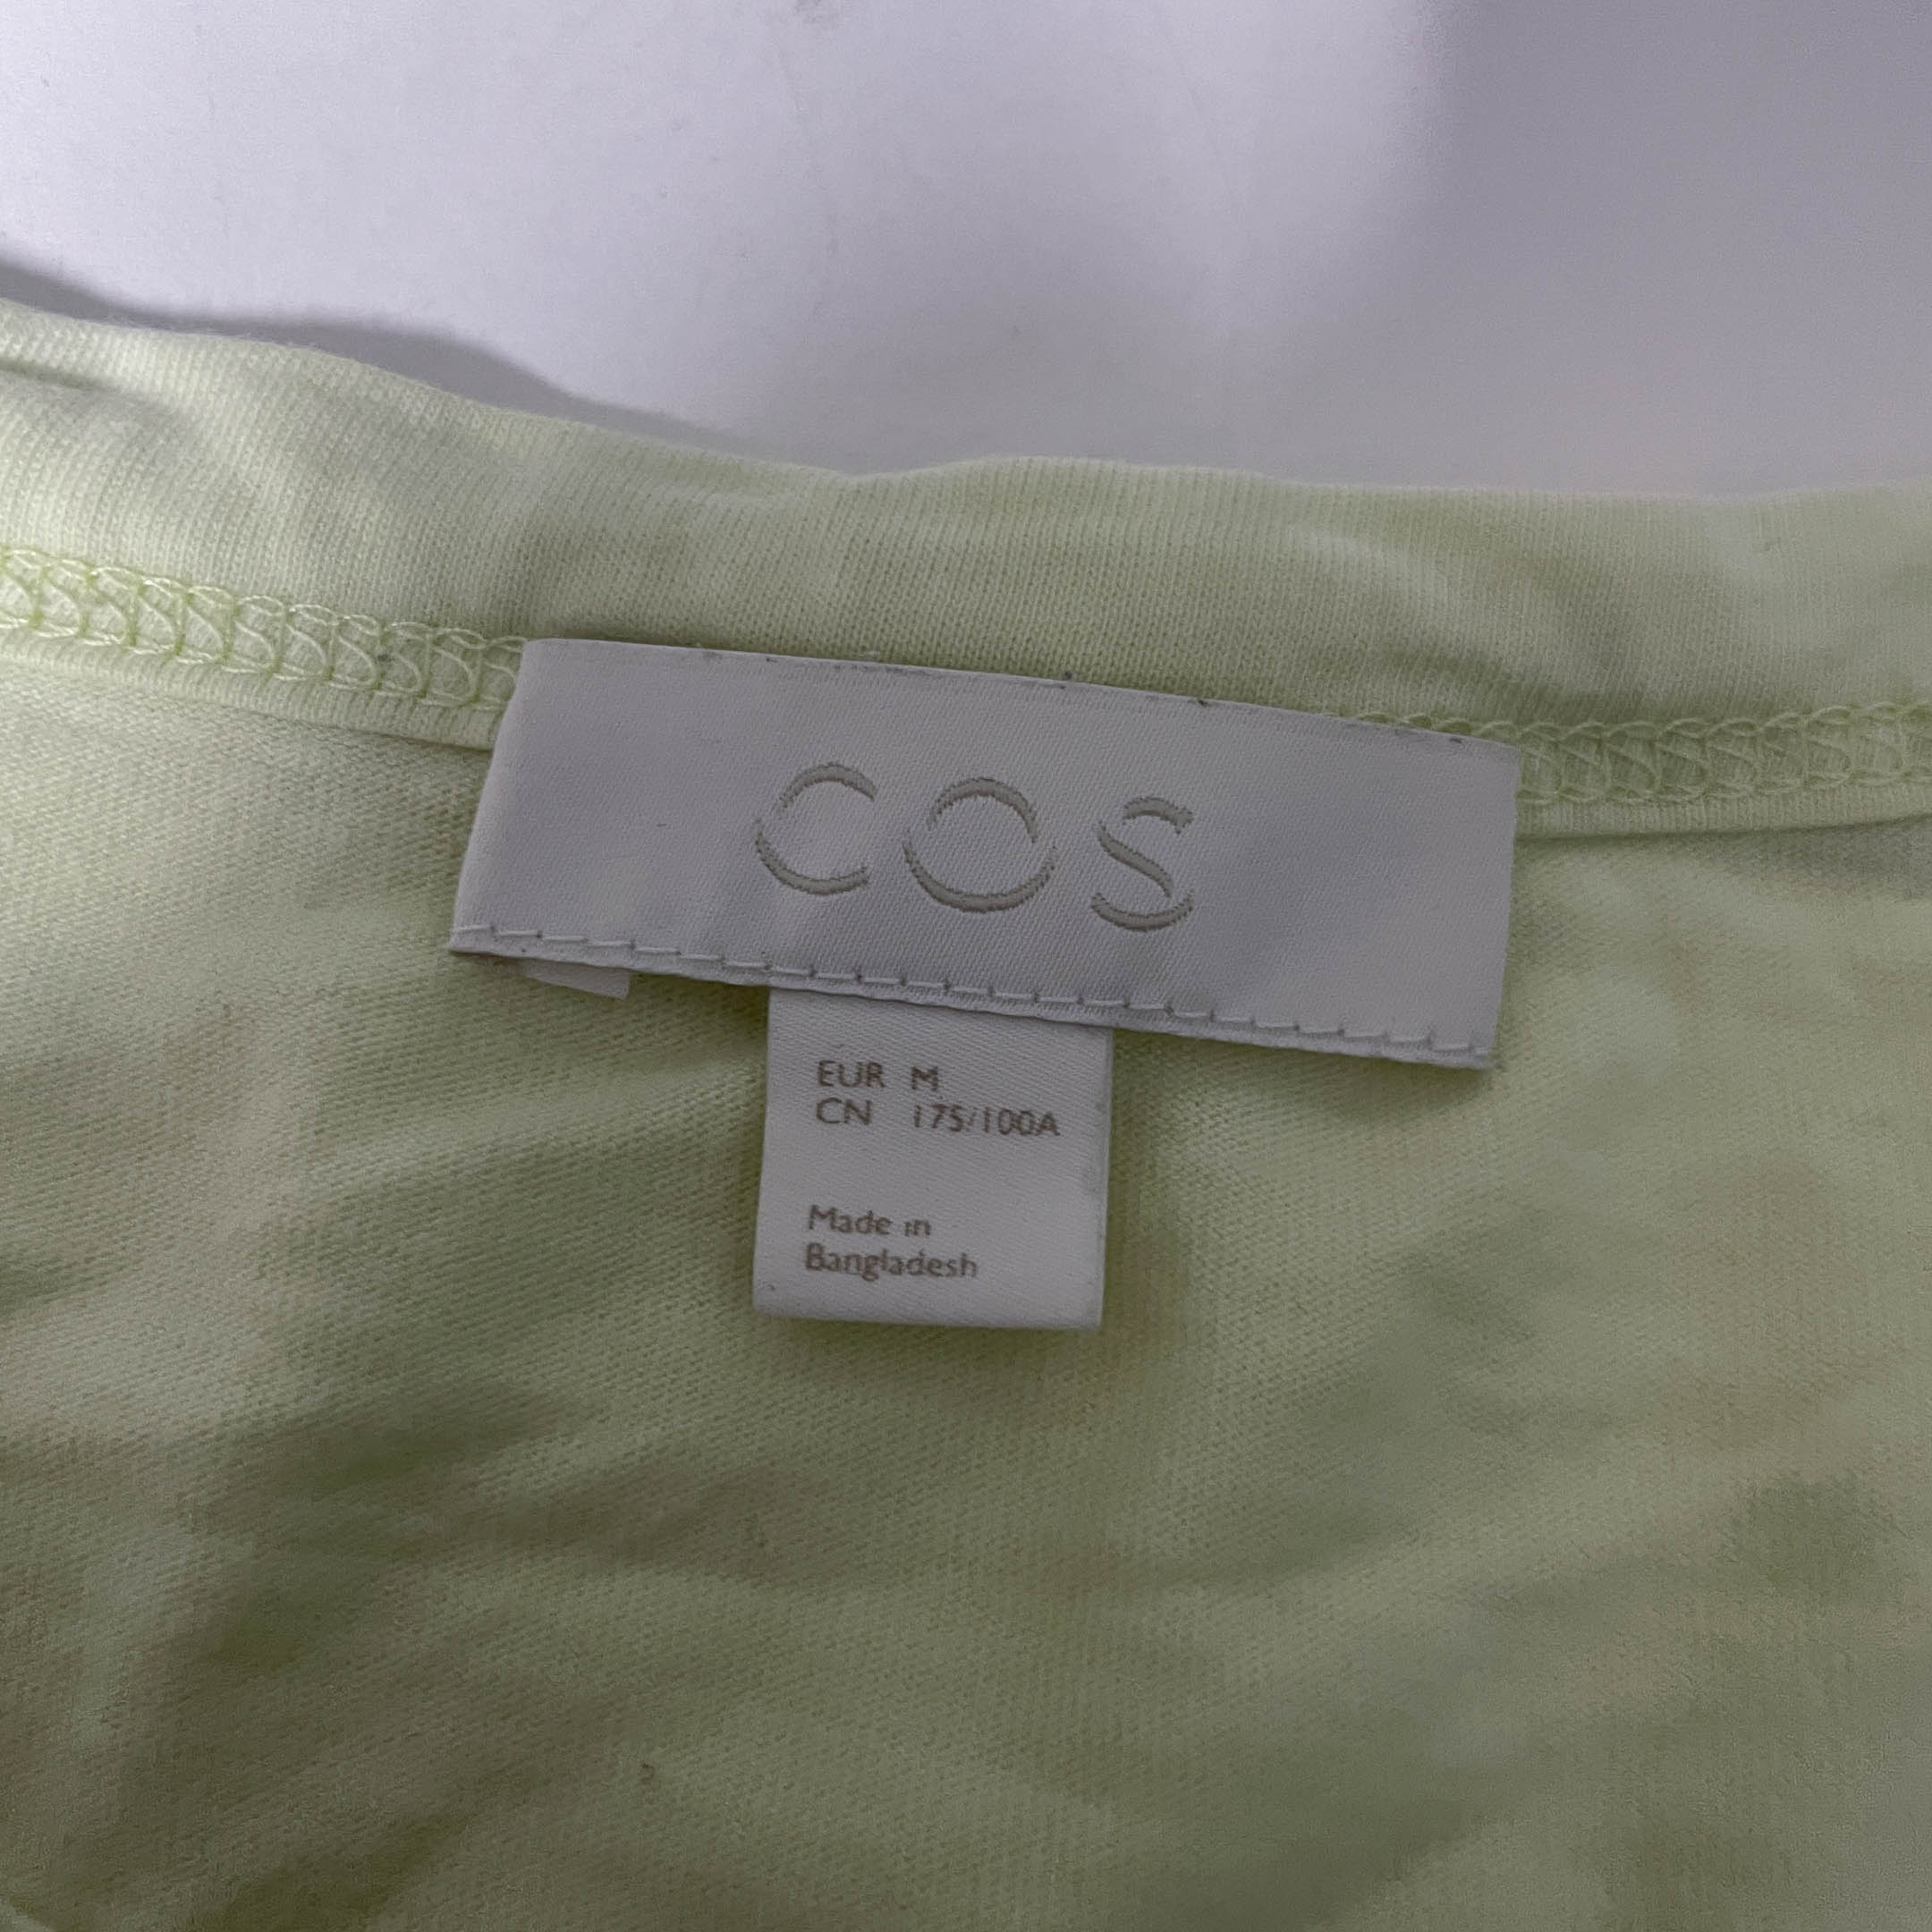 COS
EUR M
CN 175/100A
Made in
Bangladesh